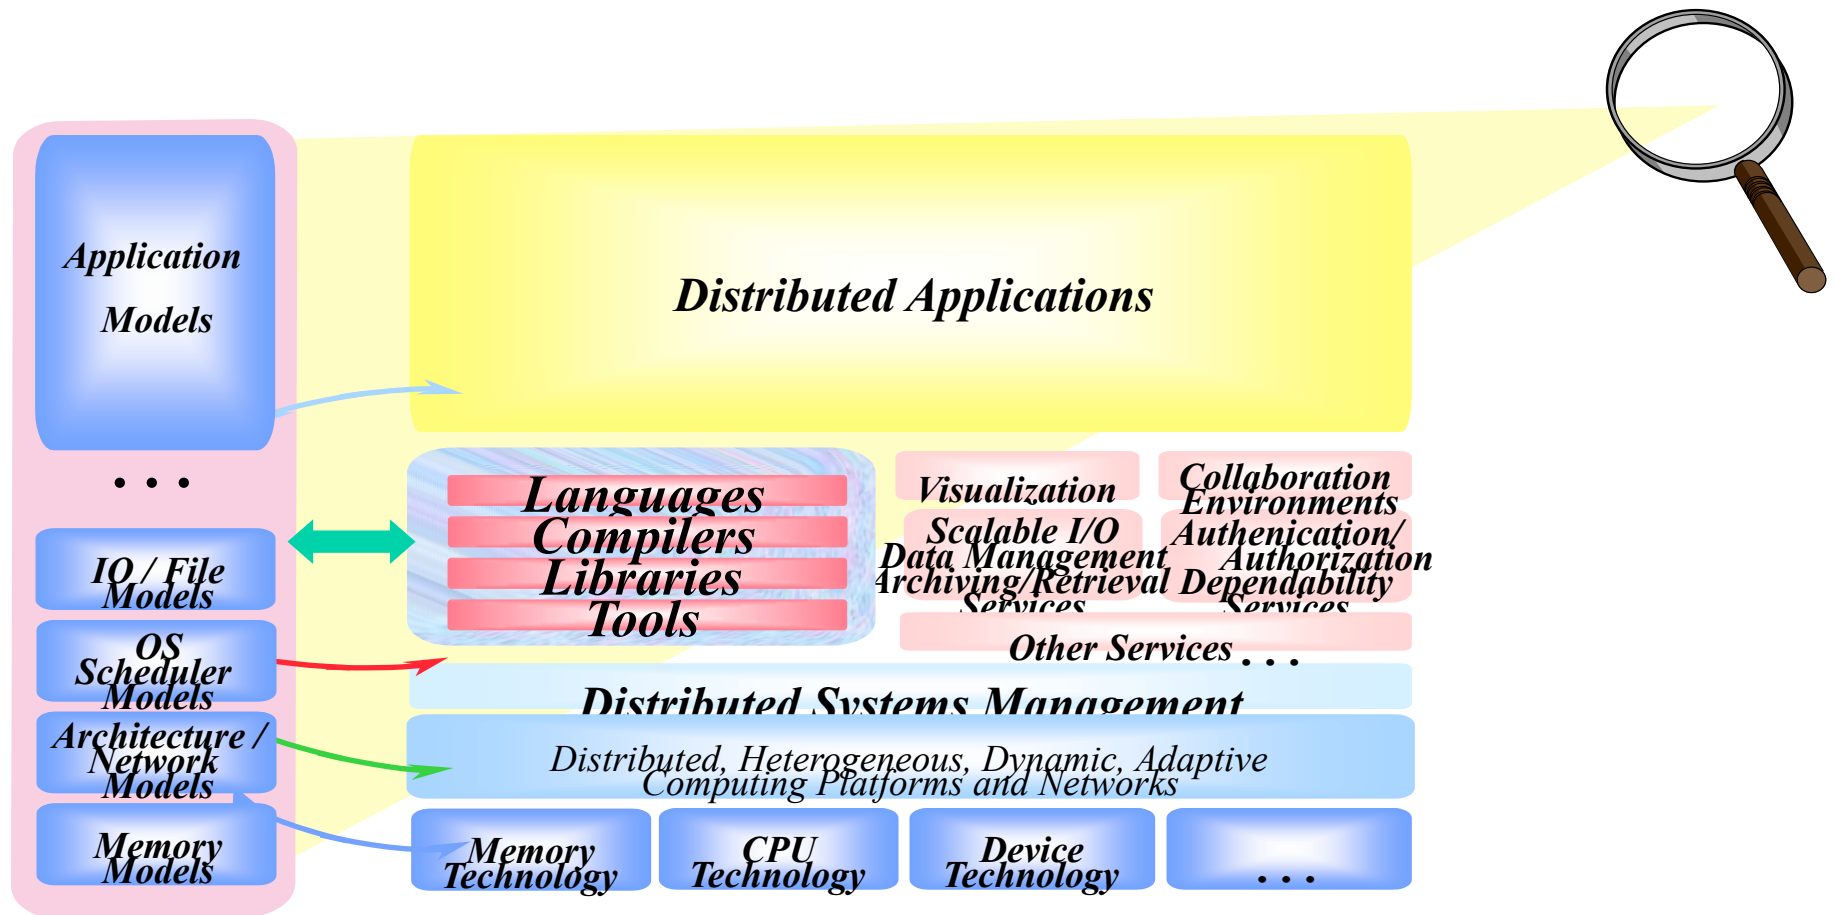 Application
Models
. . .
IO / File
Models
OS
Scheduler
Models
Architecture /
Network
Models
Memory
Models
Distributed Applications
Languages
Compilers
Libraries
Tools
Visualization
Collaboration
Environments
Scalable I/O
Data Management
Archiving/Retrieval
Services
Authenication/
Authorization
Dependability
Services
Other Services . . .
Distributed Systems Management
Distributed, Heterogeneous, Dynamic, Adaptive
Computing Platforms and Networks
Memory
Technology
CPU
Technology
Device
Technology
. . .